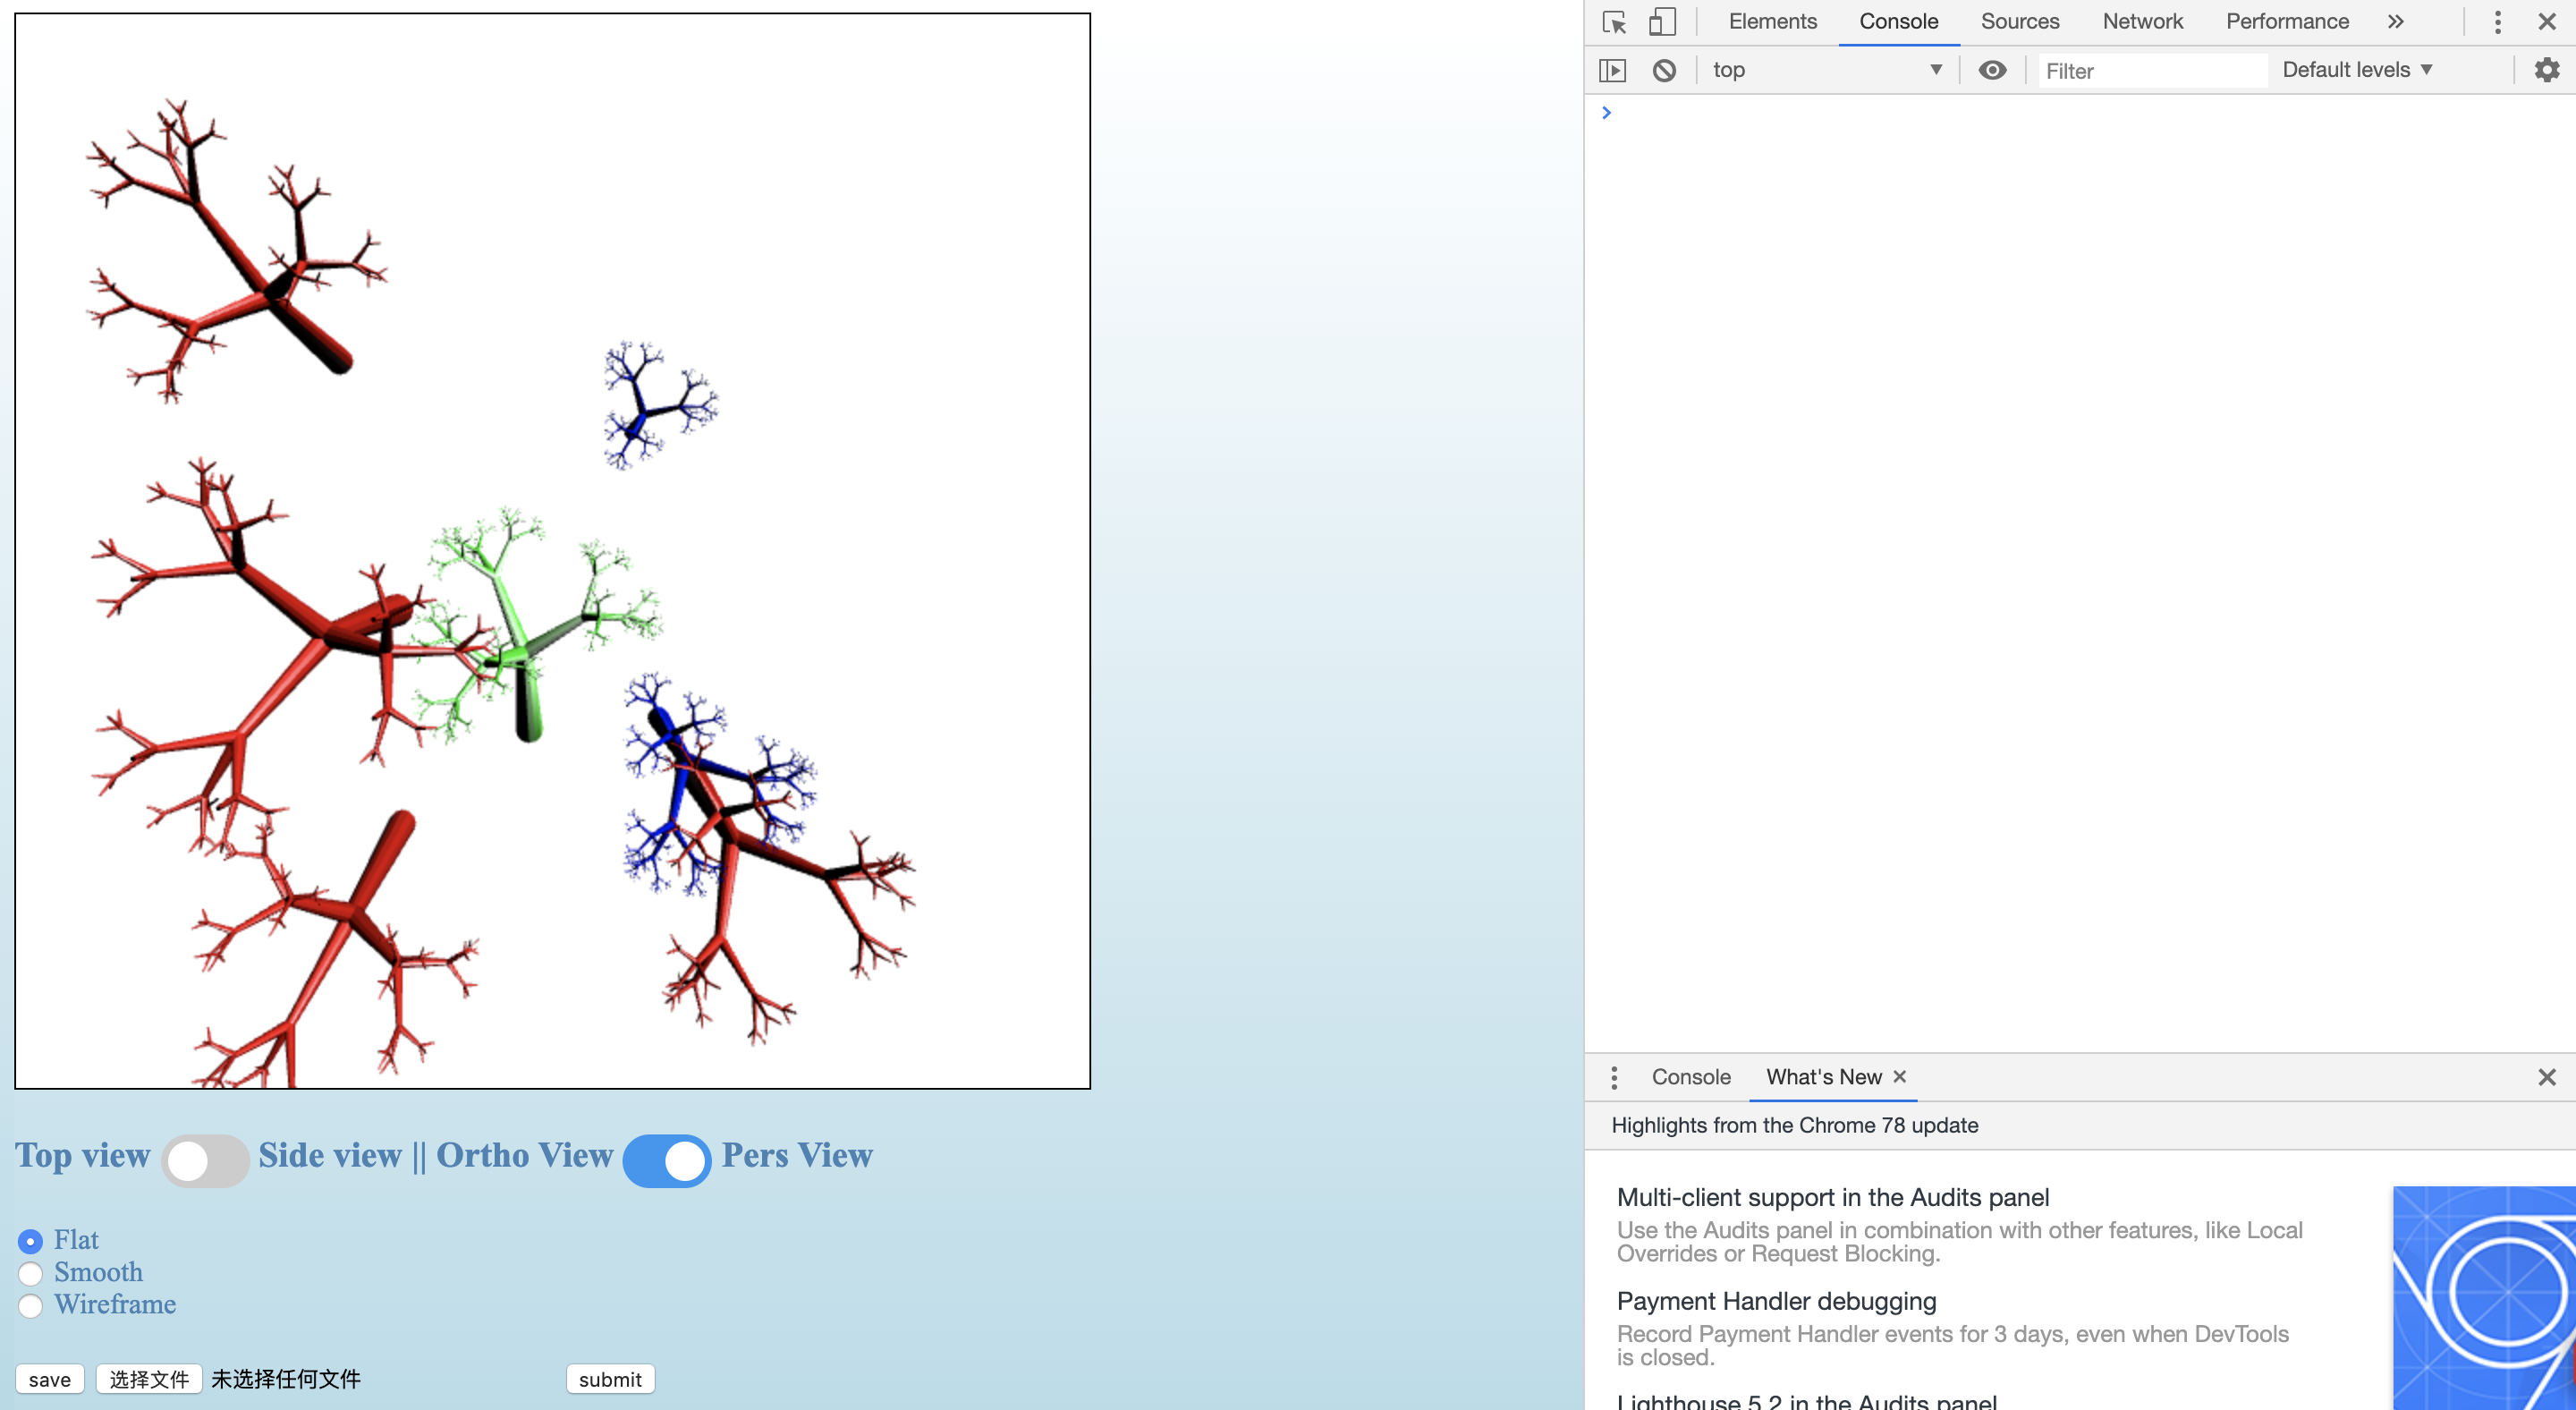 Elements Console Sources Network Performance
top Filter Default levels
Top view Side view || Ortho View Pers View
Flat
Smooth
Wireframe
save 选择文件 未选择任何文件 submit
Console What's New
Highlights from the Chrome 78 update
Multi-client support in the Audits panel
Use the Audits panel in combination with other features, like Local
Overrides or Request Blocking.
Payment Handler debugging
Record Payment Handler events for 3 days, even when DevTools
is closed.
Lighthouse 5.2 in the Audits panel